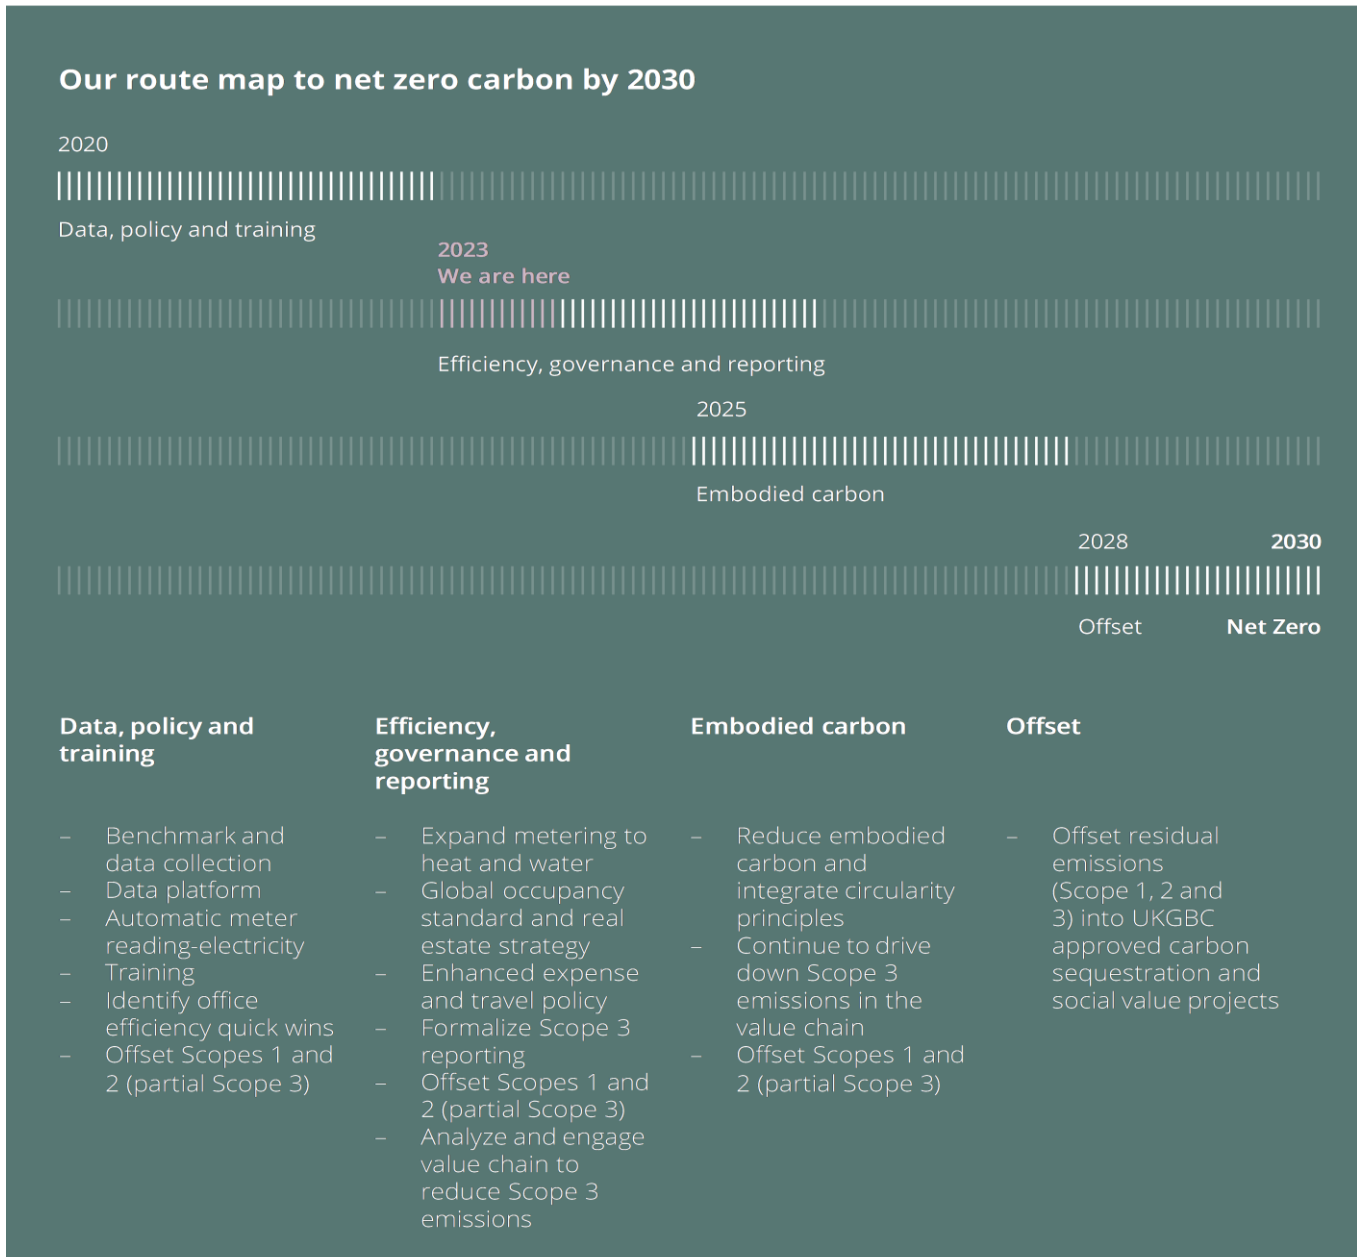 Our route map to net zero carbon by 2030
2020
Data, policy and training
2023
We are here
Efficiency, governance and reporting
2025
Embodied carbon
2028
2030
Offset
Net Zero
Data, policy and
training
– Benchmark and
data collection
– Data platform
– Automatic meter
reading-electricity
– Training
– Identify office
efficiency quick wins
– Offset Scopes 1 and
2 (partial Scope 3)
Efficiency,
governance and
reporting
– Expand metering to
heat and water
– Global occupancy
standard and real
estate strategy
– Enhanced expense
and travel policy
– Formalize Scope 3
reporting
– Offset Scopes 1 and
2 (partial Scope 3)
– Analyze and engage
value chain to
reduce Scope 3
emissions
Embodied carbon
– Reduce embodied
carbon and
integrate circularity
principles
– Continue to drive
down Scope 3
emissions in the
value chain
– Offset Scopes 1 and
2 (partial Scope 3)
Offset
– Offset residual
emissions
(Scope 1, 2 and
3) into UKGBC
approved carbon
sequestration and
social value projects